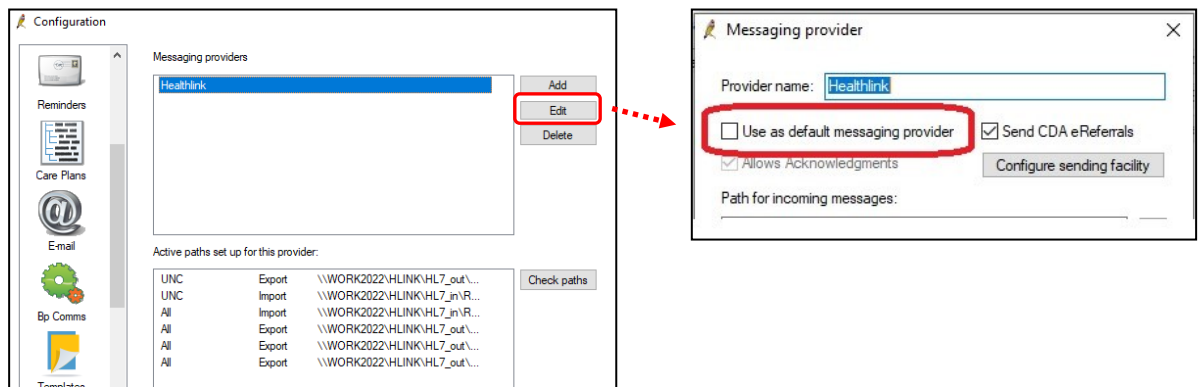 Configuration
Reminders
Care Plans
E-mail
Bp Comms
Templates
Messaging providers
Healthlink
Add
Edit
Delete
Active paths set up for this provider:
UNC Export \\WORK2022\HLINK\HL7_out\...
UNC Import \\WORK2022\HLINK\HL7_in\R...
All Import \\WORK2022\HLINK\HL7_in\R...
All Export \\WORK2022\HLINK\HL7_out\...
All Export \\WORK2022\HLINK\HL7_out\...
All Export \\WORK2022\HLINK\HL7_out\...
Check paths
Messaging provider
Provider name: Healthlink
Use as default messaging provider
Send CDA eReferrals
Allows Acknowledgments
Configure sending facility
Path for incoming messages: